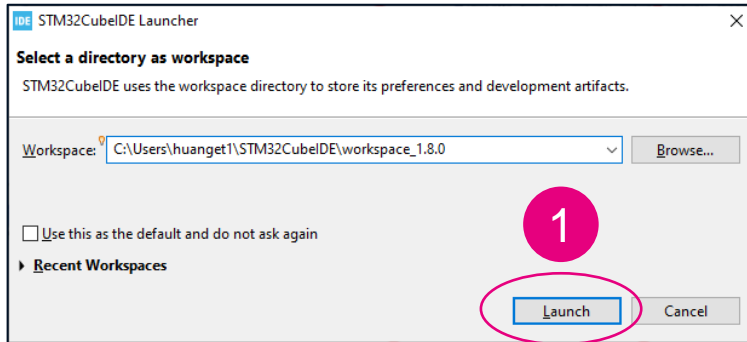 IDE STM32CubeIDE Launcher
Select a directory as workspace
STM32CubeIDE uses the workspace directory to store its preferences and development artifacts.
Workspace: C:\Users\huanget1\STM32CubeIDE\workspace_1.8.0 Browse...
Use this as the default and do not ask again
1
Recent Workspaces
Launch Cancel